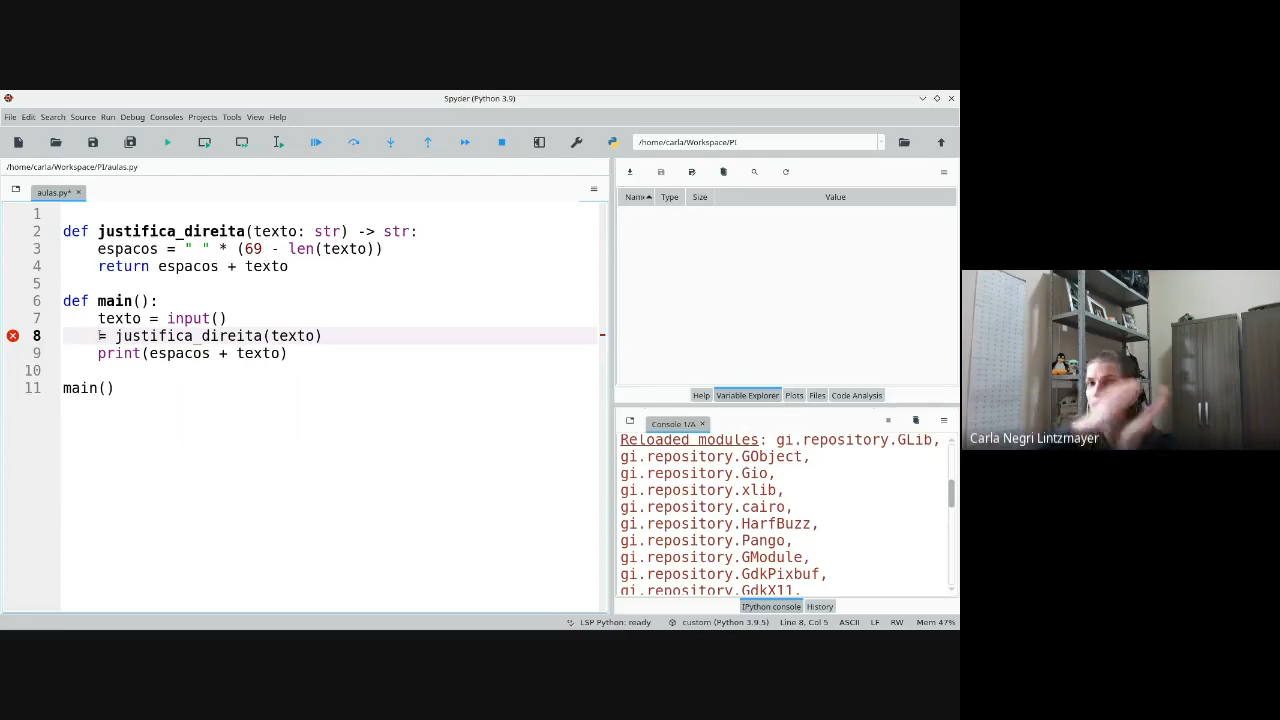 Spyder (Python 3.9)
File Edit Search Source Run Debug Consoles Projects Tools View Help
/home/carla/Workspace/PI
/home/carla/Workspace/PI/aulas.py
aulas.py*
Name Type Size Value
1
2 def justifica_direita(texto: str) -> str:
3 espacos = " " * (69 - len(texto))
4 return espacos + texto
5
6 def main():
7 texto = input()
8 = justifica_direita(texto)
9 print(espacos + texto)
10
11 main()
Help Variable Explorer Plots Files Code Analysis
Console 1/A
Reloaded modules: gi.repository.GLib,
gi.repository.GObject,
gi.repository.Gio,
gi.repository.xlib,
gi.repository.cairo,
gi.repository.HarfBuzz,
gi.repository.Pango,
gi.repository.GModule,
gi.repository.GdkPixbuf,
gi.repository.GdkX11,
IPython console History
LSP Python: ready custom (Python 3.9.5) Line 8, Col 5 ASCII LF RW Mem 47%
Carla Negri Lintzmayer